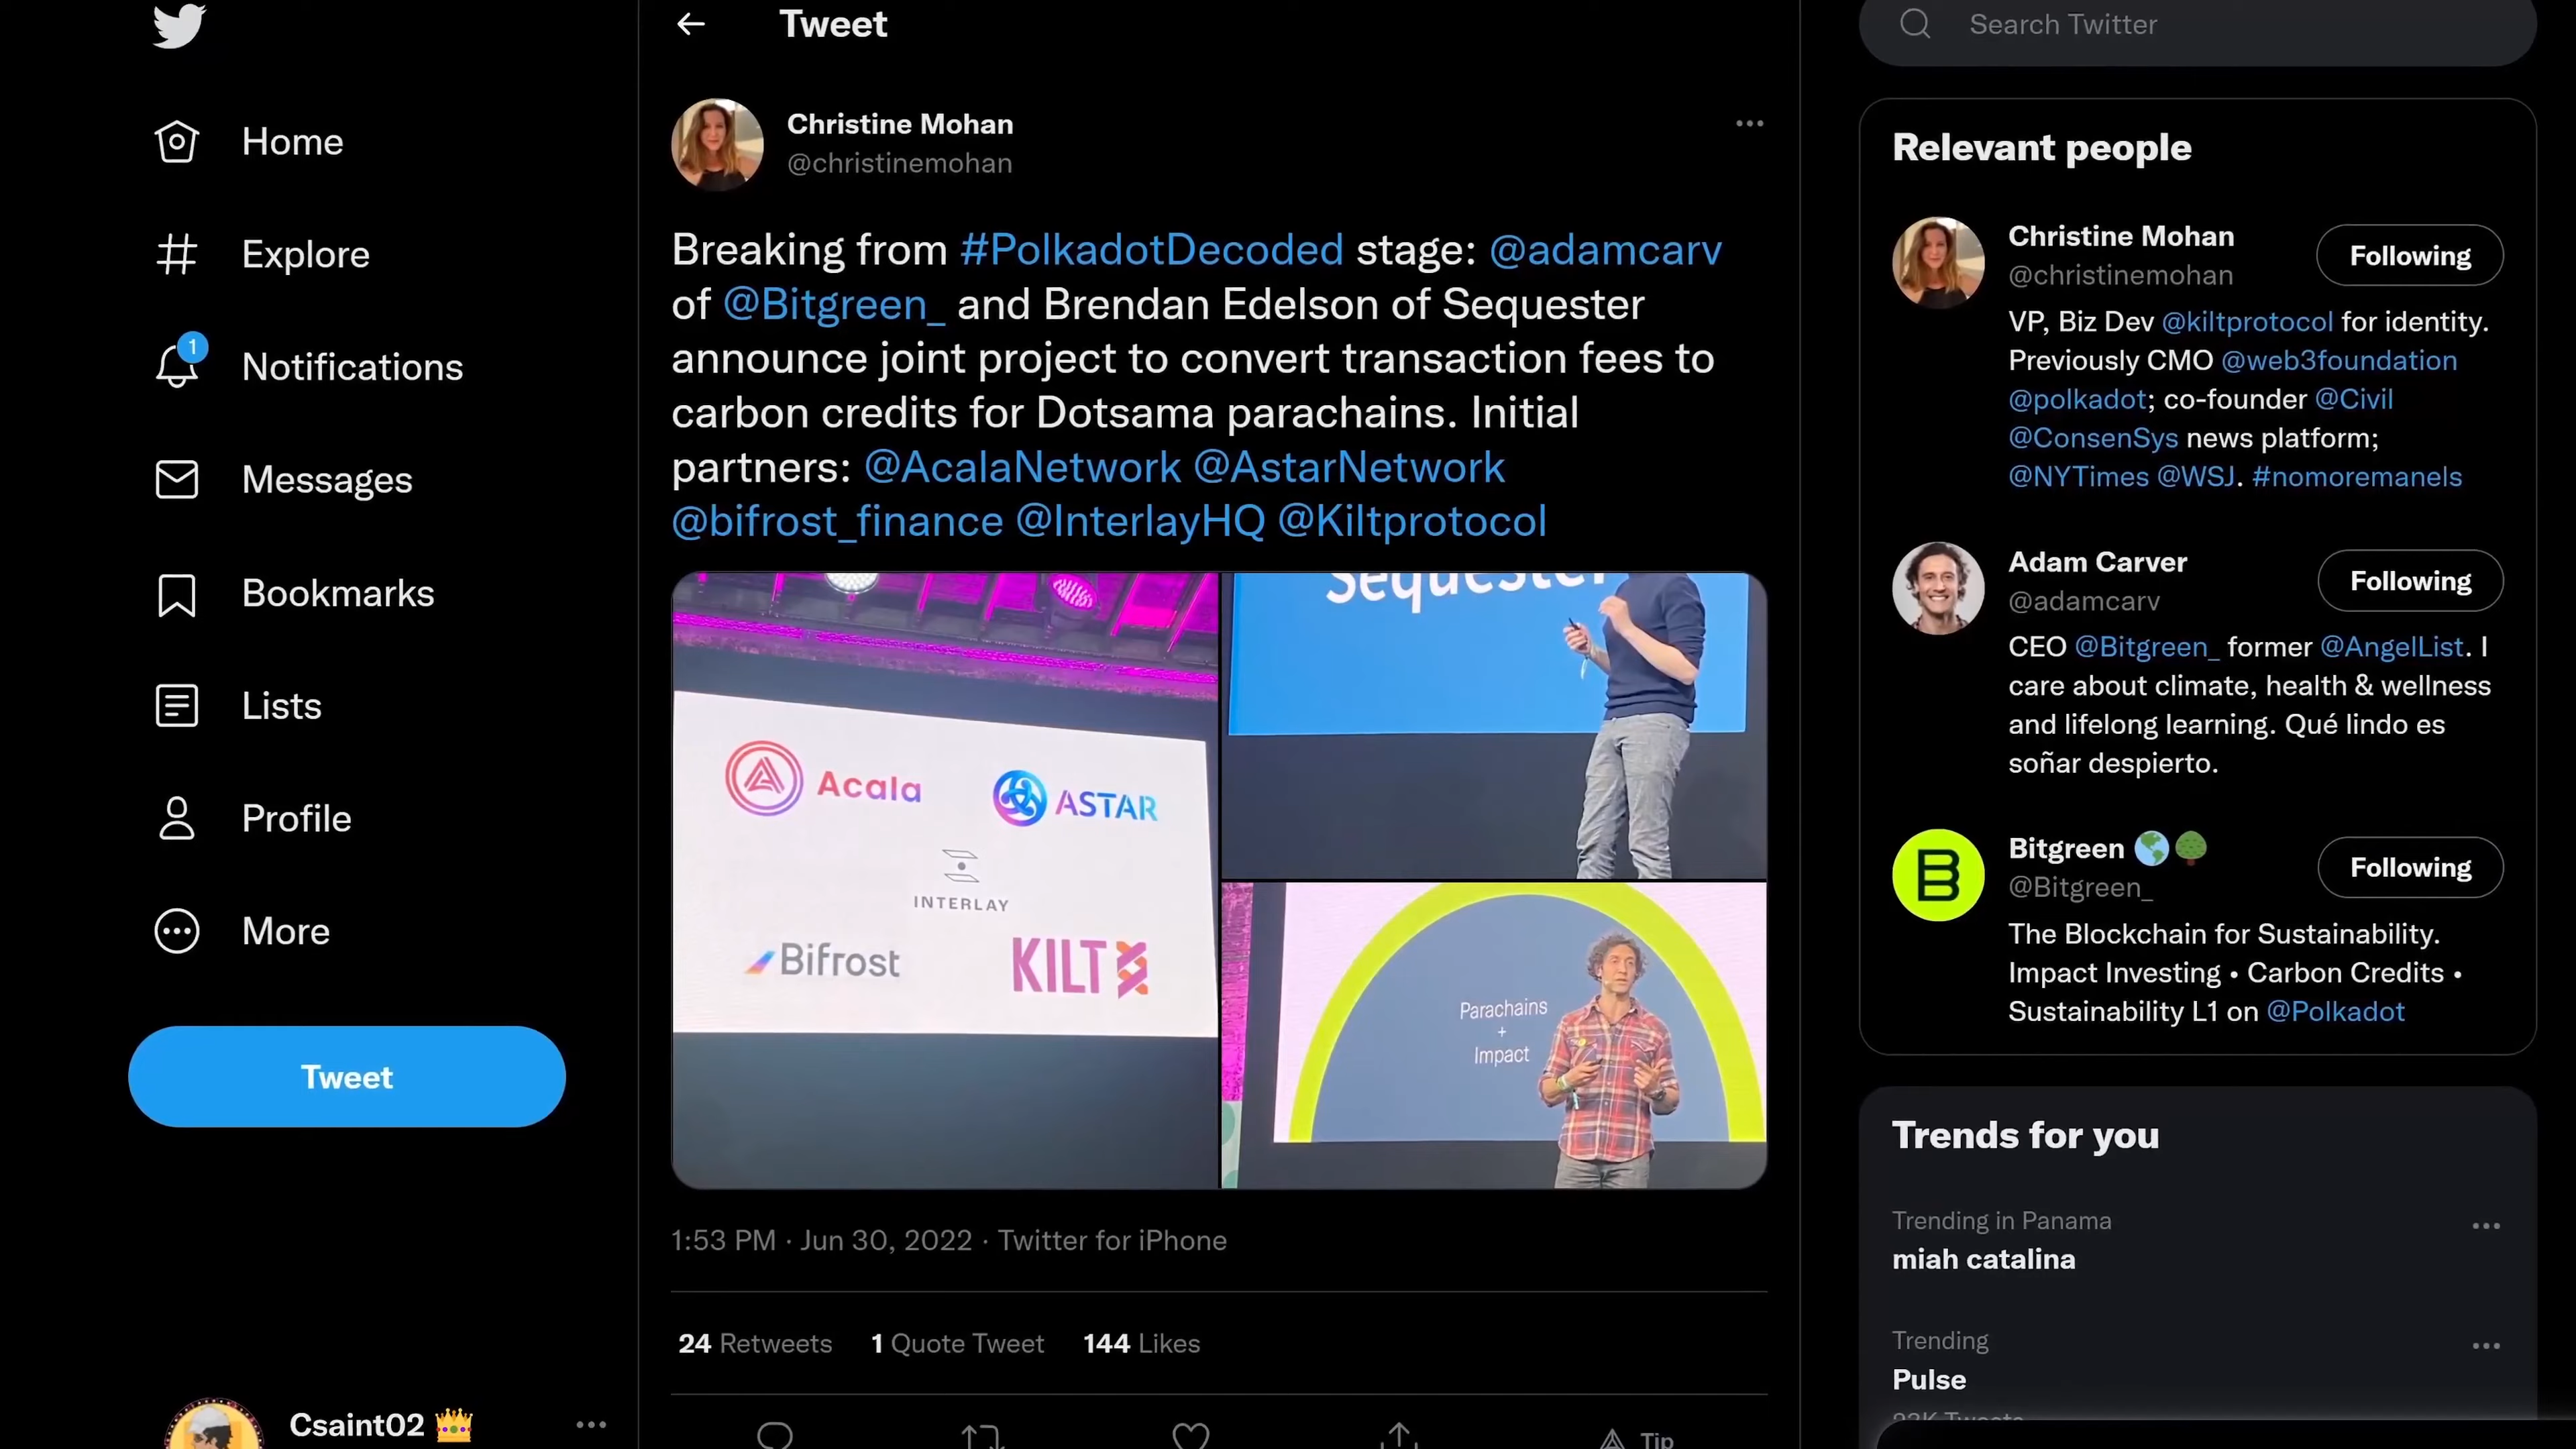 Home
Explore
1
Notifications
Messages
Bookmarks
Lists
Profile
More
Tweet
Csaint02
Tweet
Christine Mohan
@christinemohan
Breaking from #PolkadotDecoded stage: @adamcarv
of @Bitgreen_ and Brendan Edelson of Sequester
announce joint project to convert transaction fees to
carbon credits for Dotsama parachains. Initial
partners: @AcalaNetwork @AstarNetwork
@bifrost_finance @InterlayHQ @Kiltprotocol
Acala
ASTAR
INTERLAY
Bifrost
KILT
Sequester
Parachains
+
Impact
1:53 PM · Jun 30, 2022 · Twitter for iPhone
24 Retweets 1 Quote Tweet 144 Likes
Tip
Search Twitter
Relevant people
Christine Mohan
@christinemohan
Following
VP, Biz Dev @kiltprotocol for identity.
Previously CMO @web3foundation
@polkadot; co-founder @Civil
@ConsenSys news platform;
@NYTimes @WSJ. #nomoremanels
Adam Carver
@adamcarv
Following
CEO @Bitgreen_ former @AngelList. I
care about climate, health & wellness
and lifelong learning. Qué lindo es
soñar despierto.
Bitgreen
@Bitgreen_
Following
The Blockchain for Sustainability.
Impact Investing • Carbon Credits •
Sustainability L1 on @Polkadot
Trends for you
Trending in Panama
miah catalina
Trending
Pulse